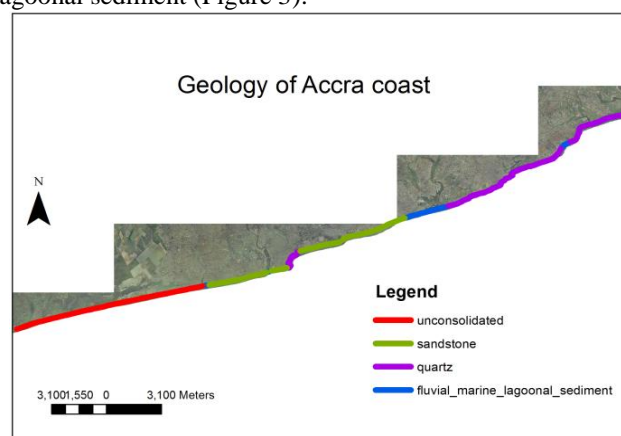 lagoonal sediment (Figure 3).
Geology of Accra coast
N
Legend
unconsolidated
sandstone
quartz
fluvial_marine_lagoonal_sediment
3,1001,550 0 3,100 Meters